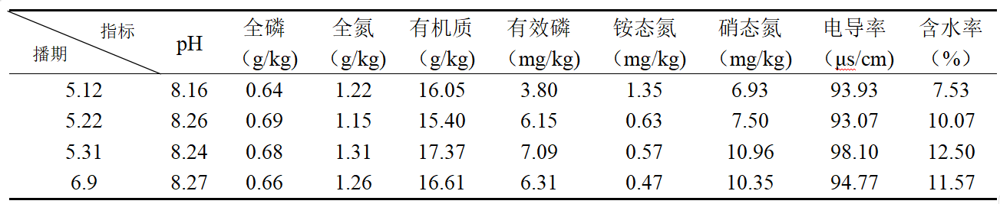 指标 全磷 全氮 有机质 有效磷 铵态氮 硝态氮 电导率 含水率
播期 pH （g/kg) （g/kg) （g/kg) （mg/kg） （mg/kg） （mg/kg） （μs/cm) （%）
5.12 8.16 0.64 1.22 16.05 3.80 1.35 6.93 93.93 7.53
5.22 8.26 0.69 1.15 15.40 6.15 0.63 7.50 93.07 10.07
5.31 8.24 0.68 1.31 17.37 7.09 0.57 10.96 98.10 12.50
6.9 8.27 0.66 1.26 16.61 6.31 0.47 10.35 94.77 11.57